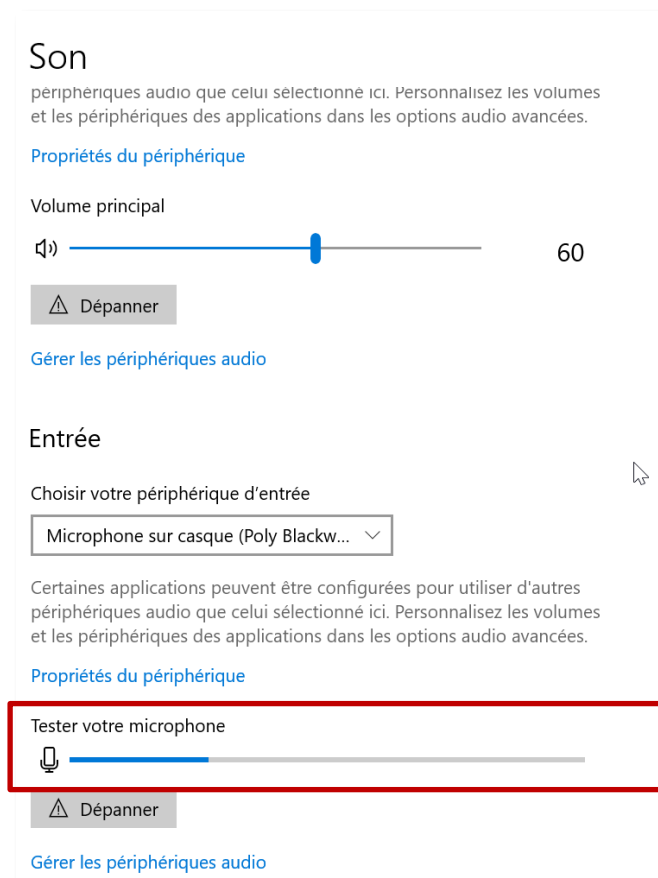 Son
périphériques audio que celui sélectionné ici. Personnalisez les volumes
et les périphériques des applications dans les options audio avancées.
Propriétés du périphérique
Volume principal
60
Dépanner
Gérer les périphériques audio
Entrée
Choisir votre périphérique d’entrée
Microphone sur casque (Poly Blackw...
Certaines applications peuvent être configurées pour utiliser d'autres
périphériques audio que celui sélectionné ici. Personnalisez les volumes
et les périphériques des applications dans les options audio avancées.
Propriétés du périphérique
Tester votre microphone
Dépanner
Gérer les périphériques audio